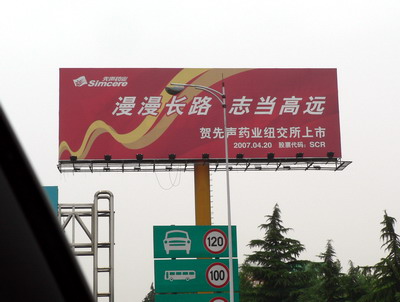 先声药业
Simcere
漫漫长路 志当高远
贺先声药业纽交所上市
2007.04.20 股票代码：SCR
120
100